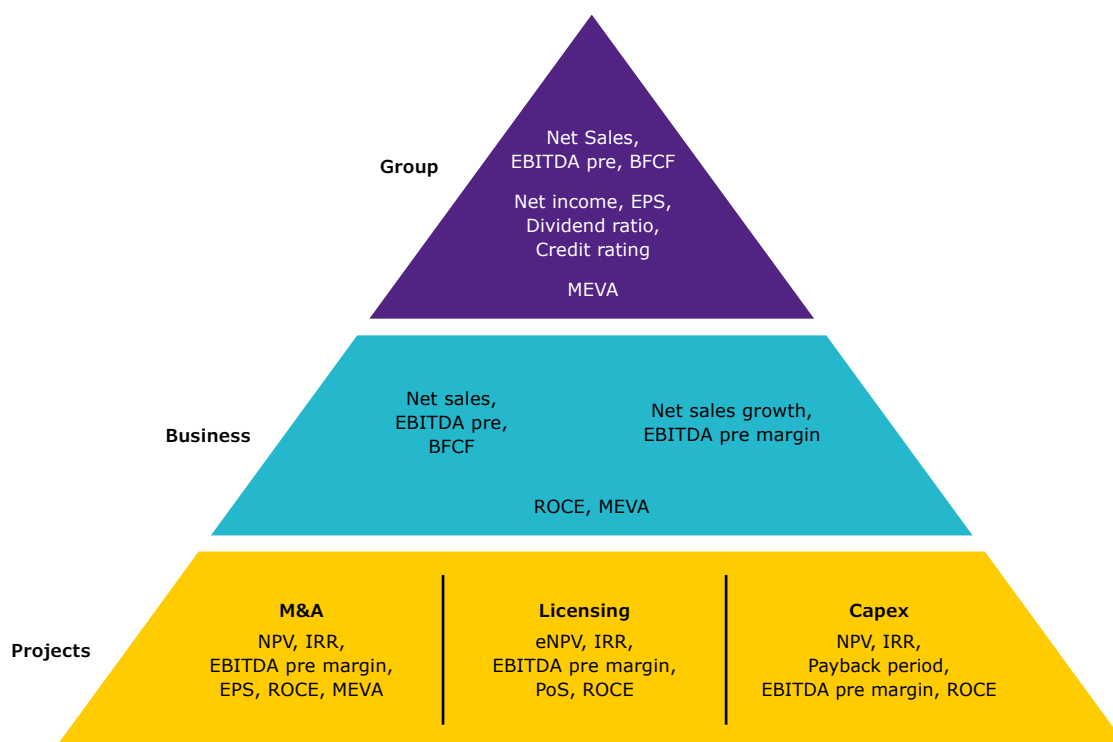 Group
Net Sales,
EBITDA pre, BFCF
Net income, EPS,
Dividend ratio,
Credit rating
MEVA
Business
Net sales,
EBITDA pre,
BFCF
Net sales growth,
EBITDA pre margin
ROCE, MEVA
Projects
M&A
NPV, IRR,
EBITDA pre margin,
EPS, ROCE, MEVA
Licensing
eNPV, IRR,
EBITDA pre margin,
PoS, ROCE
Capex
NPV, IRR,
Payback period,
EBITDA pre margin, ROCE